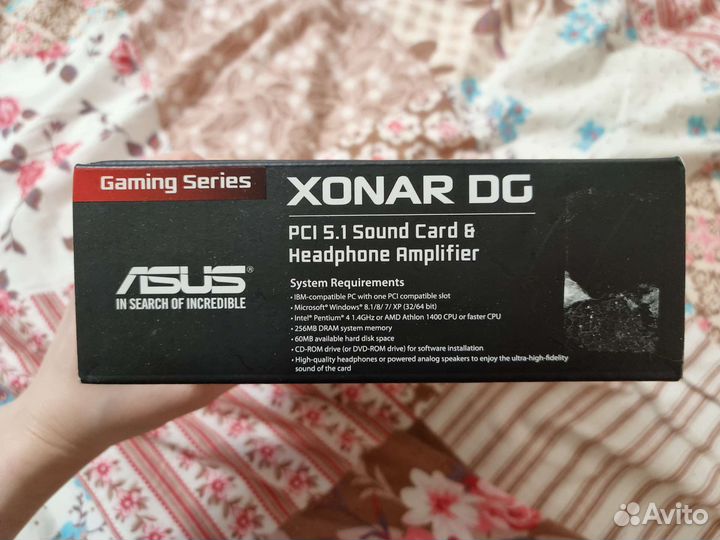 Gaming Series
XONAR DG
PCI 5.1 Sound Card &
Headphone Amplifier
ASUS®
IN SEARCH OF INCREDIBLE
System Requirements
• IBM-compatible PC with one PCI compatible slot
• Microsoft® Windows® 8.1/8/ 7/ XP (32/64 bit)
• Intel® Pentium® 4 1.4GHz or AMD Athlon 1400 CPU or faster CPU
• 256MB DRAM system memory
• 60MB available hard disk space
• CD-ROM drive (or DVD-ROM drive) for software installation
• High-quality headphones or powered analog speakers to enjoy the ultra-high-fidelity
sound of the card
Avito